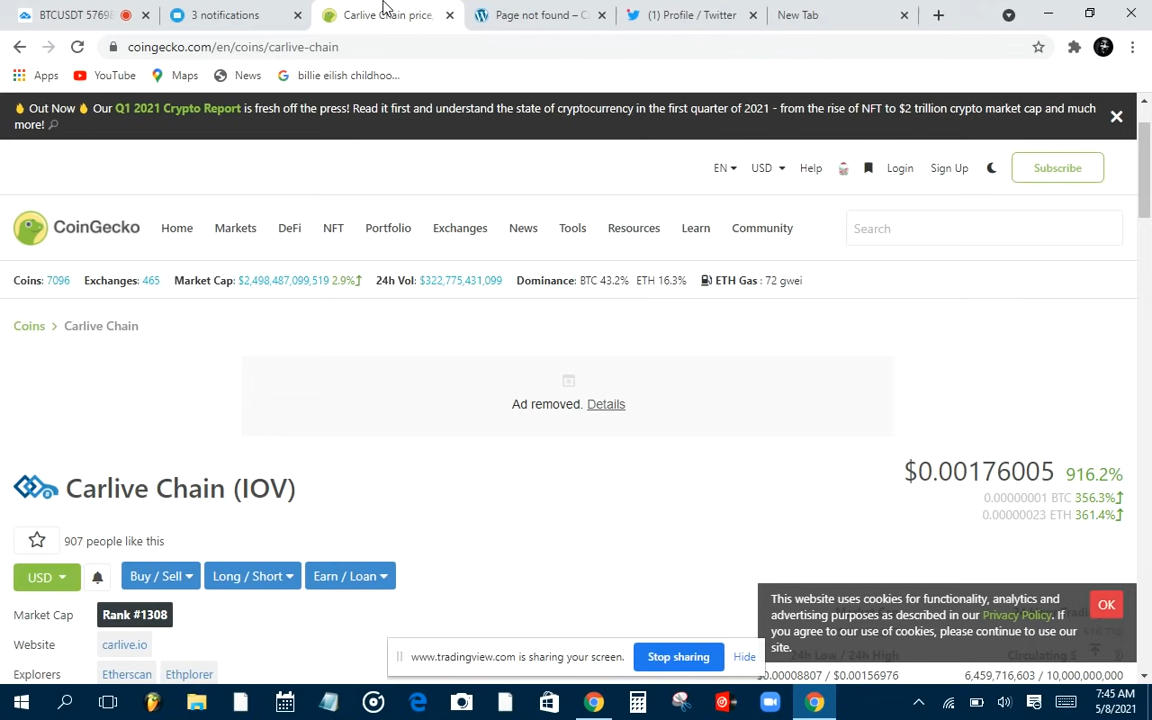 BTCUSDT 5769
3 notifications
Carlive Chain price,
Page not found – C
(1) Profile / Twitter
New Tab
coingecko.com/en/coins/carlive-chain
Apps
YouTube
Maps
News
billie eilish childhoo...
Out Now Our Q1 2021 Crypto Report is fresh off the press! Read it first and understand the state of cryptocurrency in the first quarter of 2021 - from the rise of NFT to $2 trillion crypto market cap and much
more!
EN USD Help Login Sign Up Subscribe
CoinGecko Home Markets DeFi NFT Portfolio Exchanges News Tools Resources Learn Community Search
Coins: 7096 Exchanges: 465 Market Cap: $2,498,487,099,519 2.9% 24h Vol: $322,775,431,099 Dominance: BTC 43.2% ETH 16.3% ETH Gas : 72 gwei
Coins > Carlive Chain
Ad removed. Details
Carlive Chain (IOV)
$0.00176005 916.2%
0.00000001 BTC 356.3%
0.00000023 ETH 361.4%
907 people like this
USD Buy / Sell Long / Short Earn / Loan
Market Cap Rank #1308
Website carlive.io
Explorers Etherscan Ethplorer
This website uses cookies for functionality, analytics and
advertising purposes as described in our Privacy Policy. If
you agree to our use of cookies, please continue to use our
site.
OK
24h Low / 24h High
$0.00008807 / $0.00156976
6,459,716,603 / 10,000,000,000
www.tradingview.com is sharing your screen. Stop sharing Hide
7:45 AM
5/8/2021